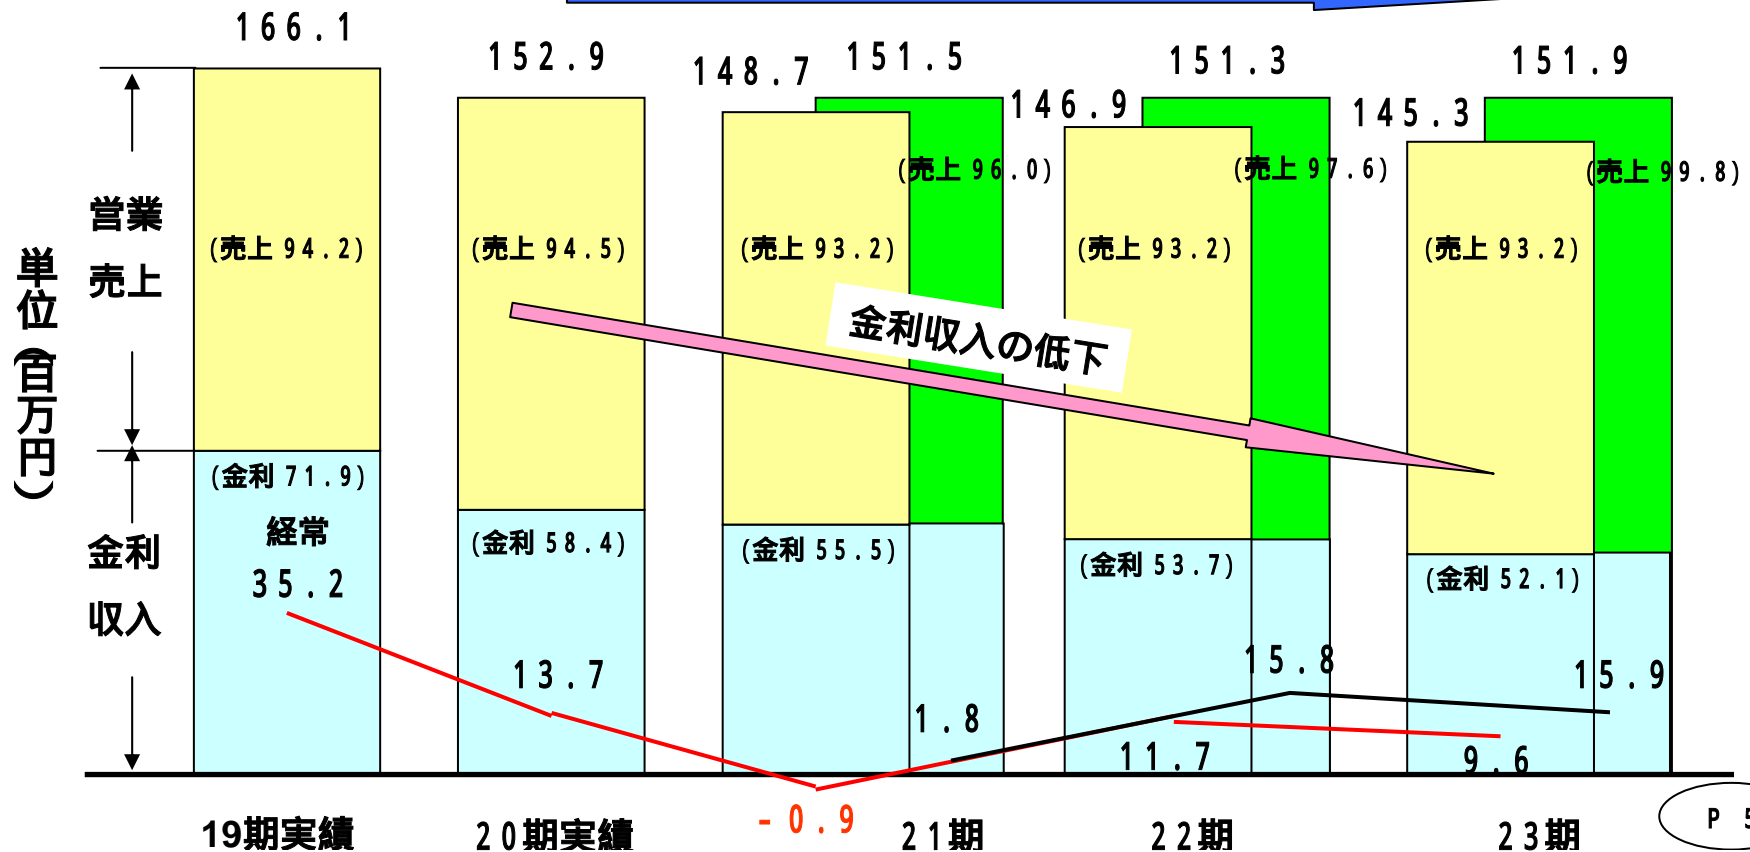 166.1
152.9
148.7
151.5
146.9
151.3
145.3
151.9
単位(百万円)
営業
売上
金利
収入
(売上94.2)
(売上94.5)
(売上93.2)
(売上96.0)
(売上93.2)
(売上97.6)
(売上93.2)
(売上99.8)
金利収入の低下
(金利71.9)
(金利58.4)
(金利55.5)
(金利53.7)
(金利52.1)
経常
35.2
13.7
-0.9
1.8
11.7
15.8
9.6
15.9
19期実績
20期実績
21期
22期
23期
P 5